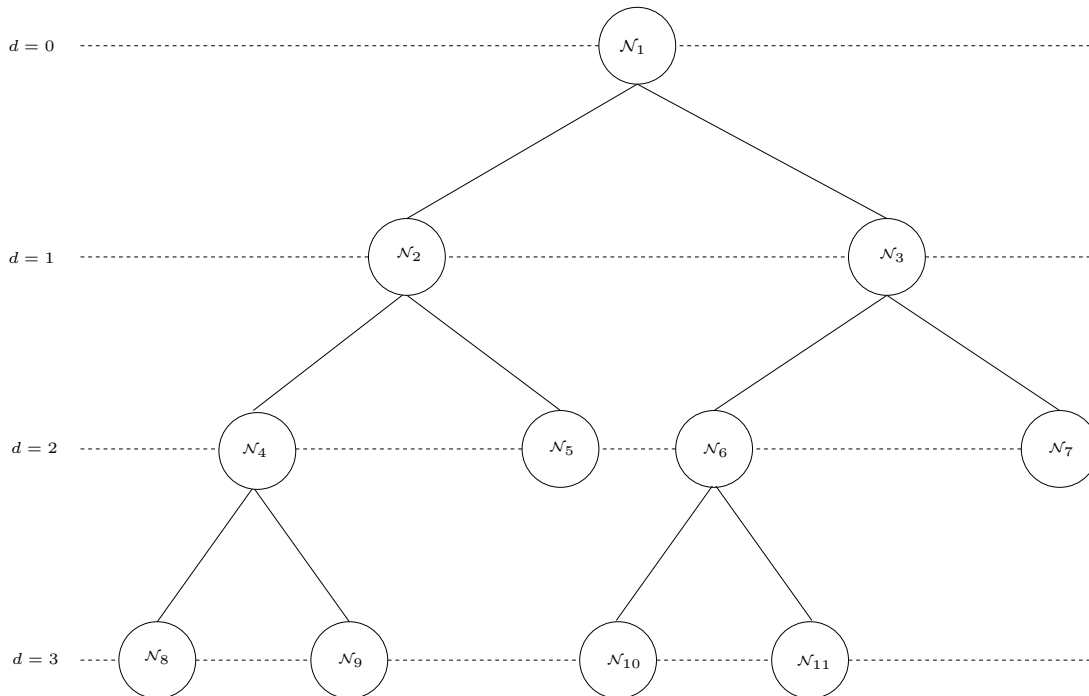 d = 0 𝒩₁
d = 1 𝒩₂ 𝒩₃
d = 2 𝒩₄ 𝒩₅ 𝒩₆ 𝒩₇
d = 3 𝒩₈ 𝒩₉ 𝒩₁₀ 𝒩₁₁